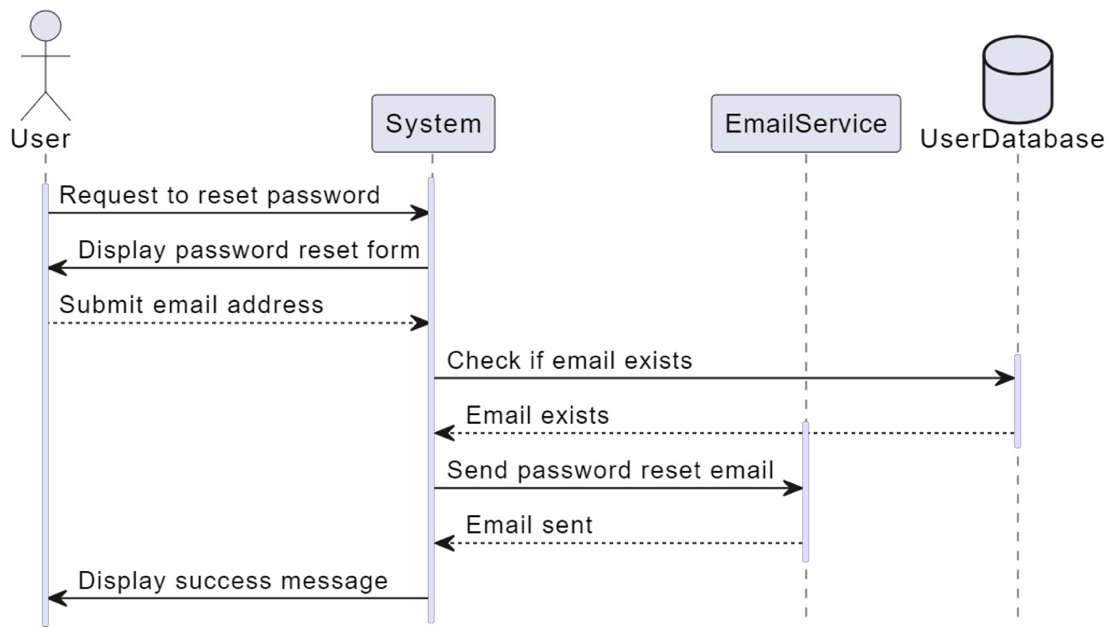 User
System
EmailService
UserDatabase
Request to reset password
Display password reset form
Submit email address
Check if email exists
Email exists
Send password reset email
Email sent
Display success message